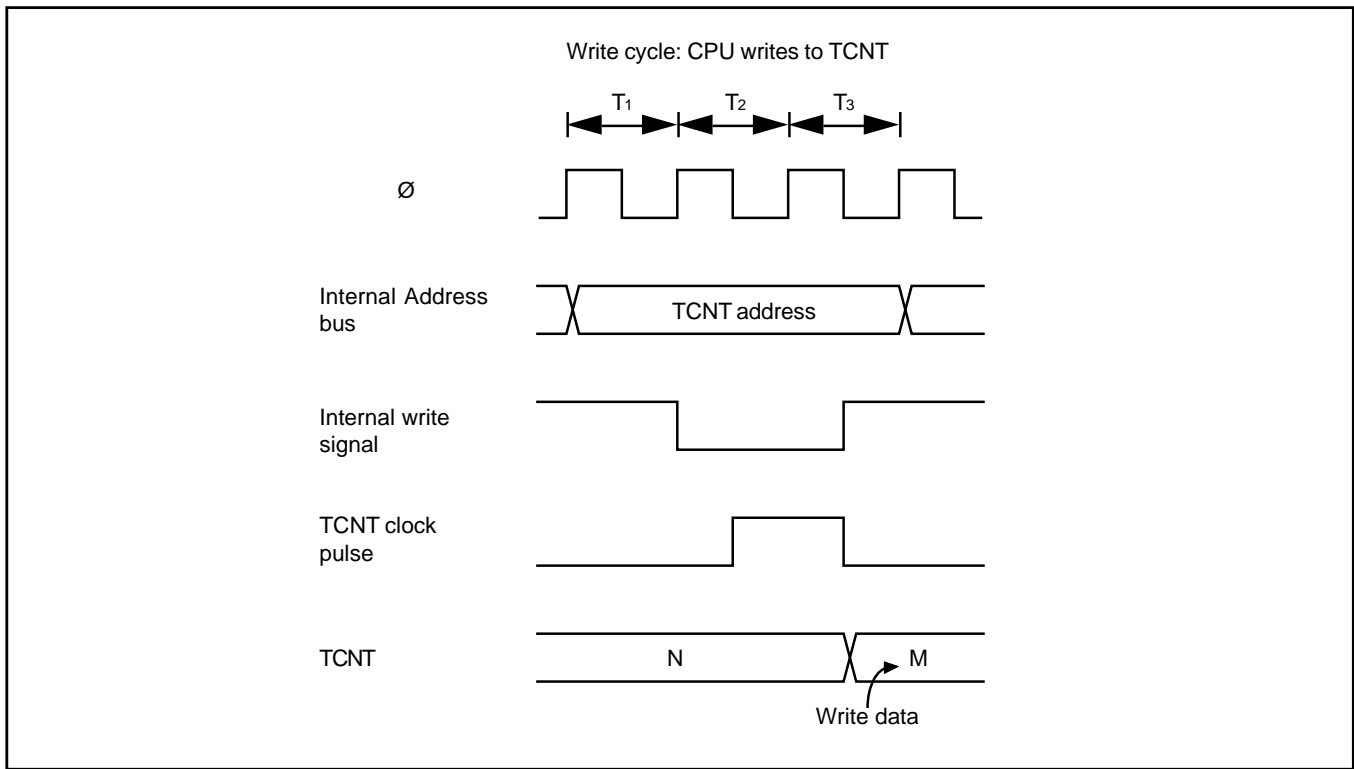 Write cycle: CPU writes to TCNT
T1 T2 T3
Ø
Internal Address
bus
TCNT address
Internal write
signal
TCNT clock
pulse
TCNT
N
M
Write data